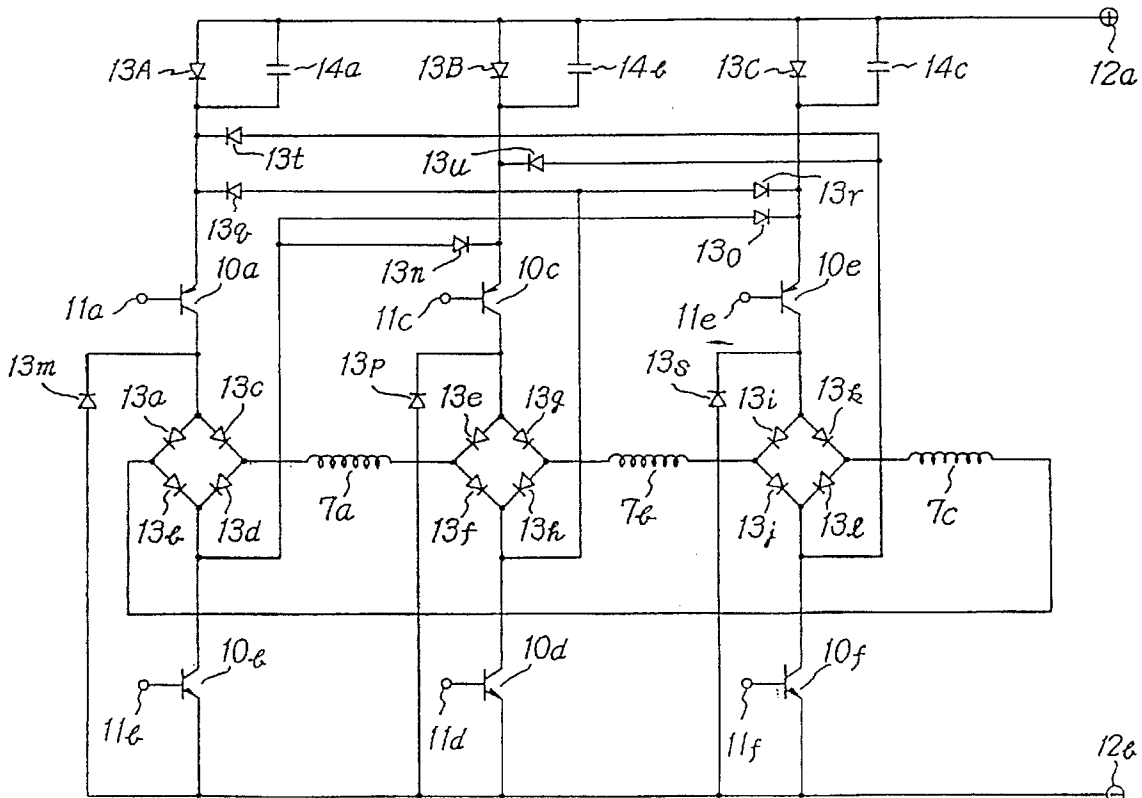 13A 14a 13B 14b 13C 14c 12a
13t 13u
13q 13r
13n 13o
10a 10c 10e
11a 11c 11e
13m 13p 13s
13a 13c 13e 13g 13i 13k
7a 7b 7c
13b 13d 13f 13h 13j 13l
10b 10d 10f
11b 11d 11f 12b